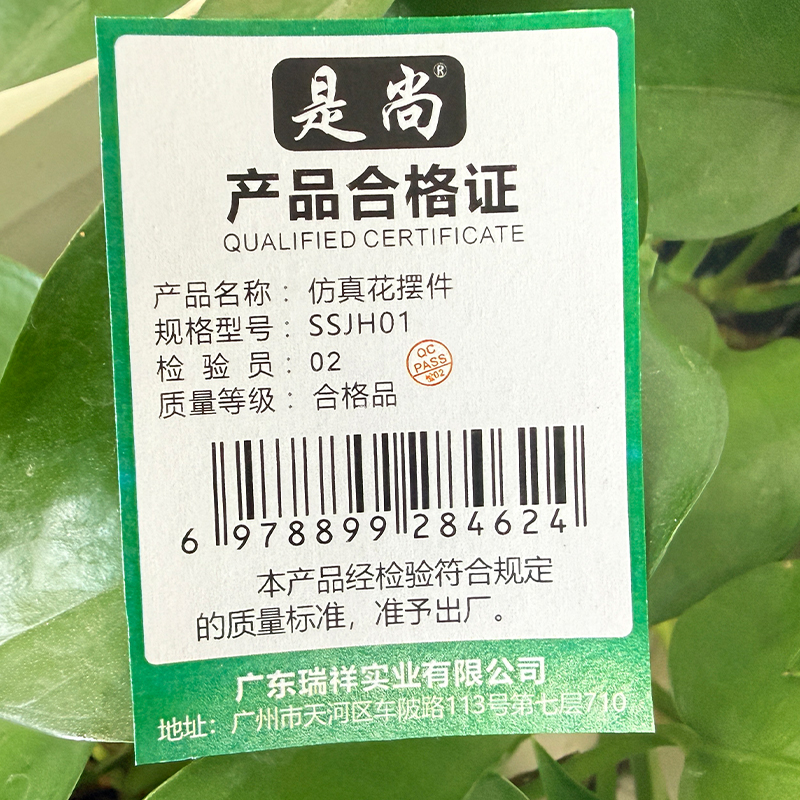 是尚®
产品合格证
QUALIFIED CERTIFICATE
产品名称：仿真花摆件
规格型号：SSJH01
检验员：02
QC
PASS
检02
质量等级：合格品
6 978899 284624
本产品经检验符合规定
的质量标准，准予出厂。
广东瑞祥实业有限公司
地址：广州市天河区车陂路113号第七层710